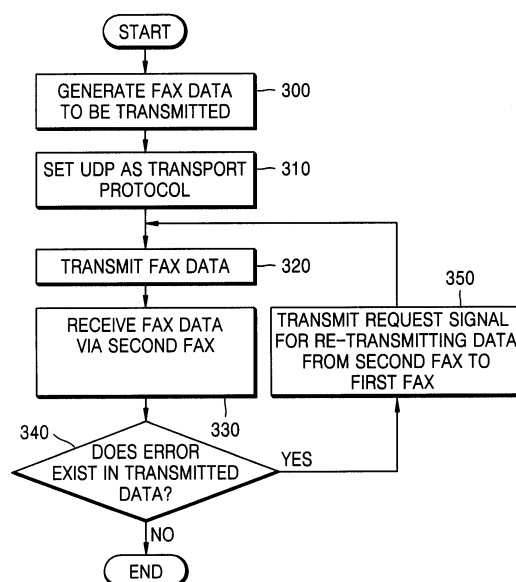 START
GENERATE FAX DATA
TO BE TRANSMITTED
300
SET UDP AS TRANSPORT
PROTOCOL
310
TRANSMIT FAX DATA
320
RECEIVE FAX DATA
VIA SECOND FAX
330
350
TRANSMIT REQUEST SIGNAL
FOR RE-TRANSMITTING DATA
FROM SECOND FAX TO
FIRST FAX
340
DOES ERROR
EXIST IN TRANSMITTED
DATA?
YES
NO
END